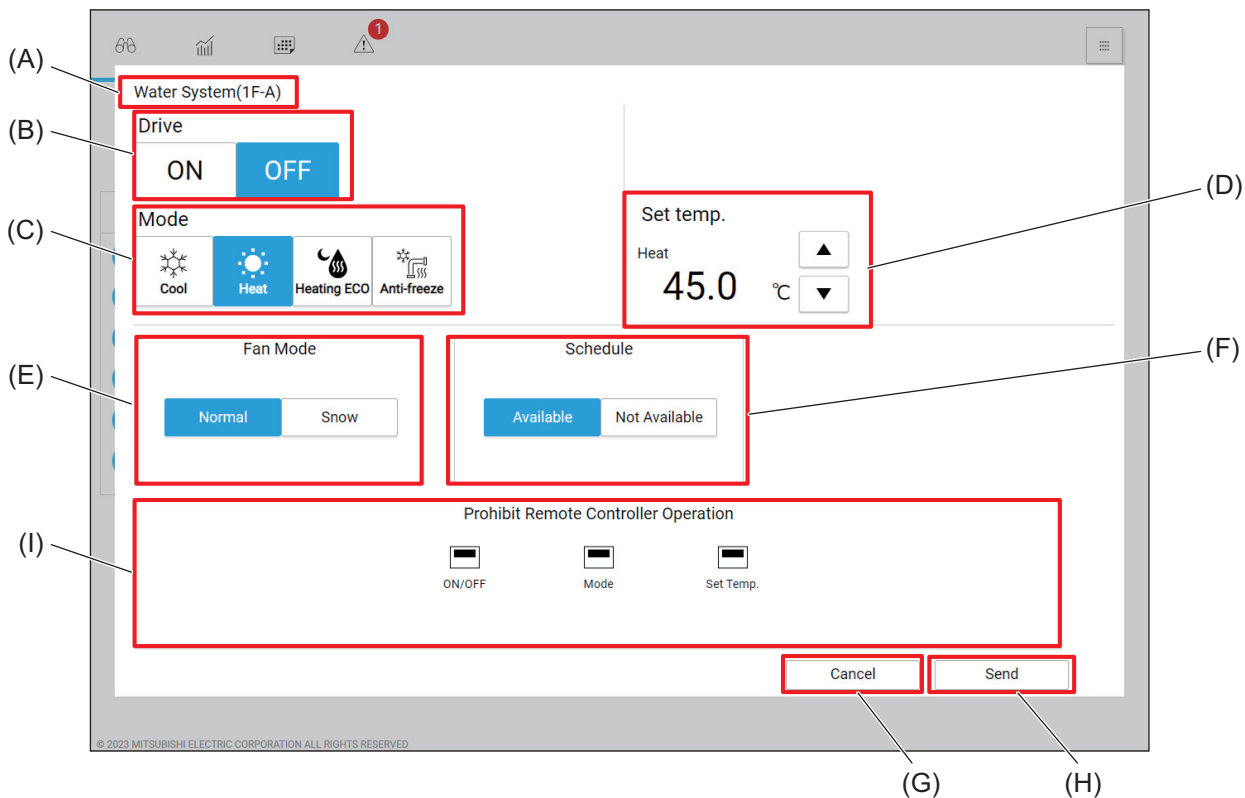 1
(A)
Water System(1F-A)
(B)
Drive
ON OFF
(C)
Mode
Cool Heat Heating ECO Anti-freeze
(D)
Set temp.
Heat
45.0 ℃
▲
▼
(E)
Fan Mode
Normal Snow
(F)
Schedule
Available Not Available
(I)
Prohibit Remote Controller Operation
ON/OFF Mode Set Temp.
Cancel Send
© 2023 MITSUBISHI ELECTRIC CORPORATION ALL RIGHTS RESERVED
(G) (H)